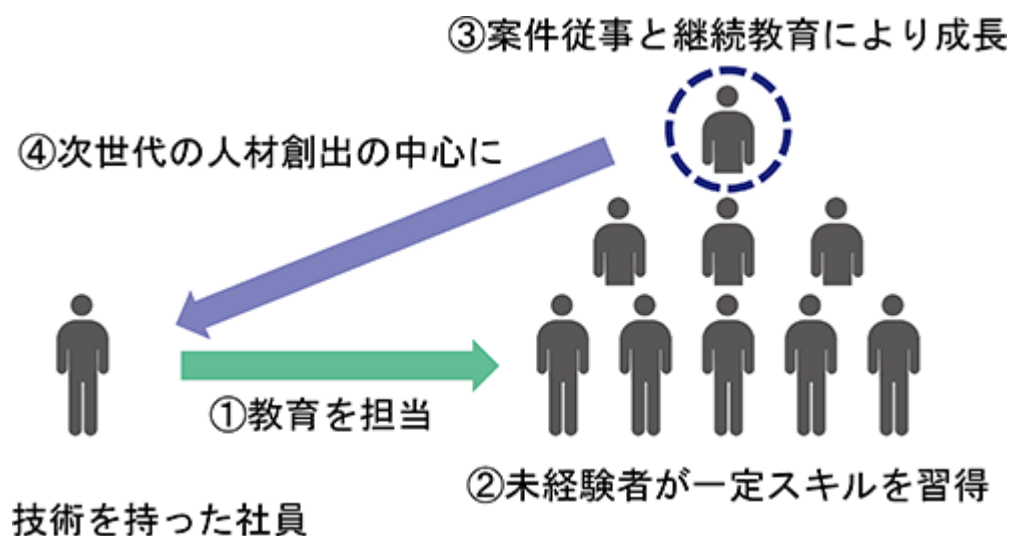 ③案件従事と継続教育により成長
④次世代の人材創出の中心に
①教育を担当
②未経験者が一定スキルを習得
技術を持った社員